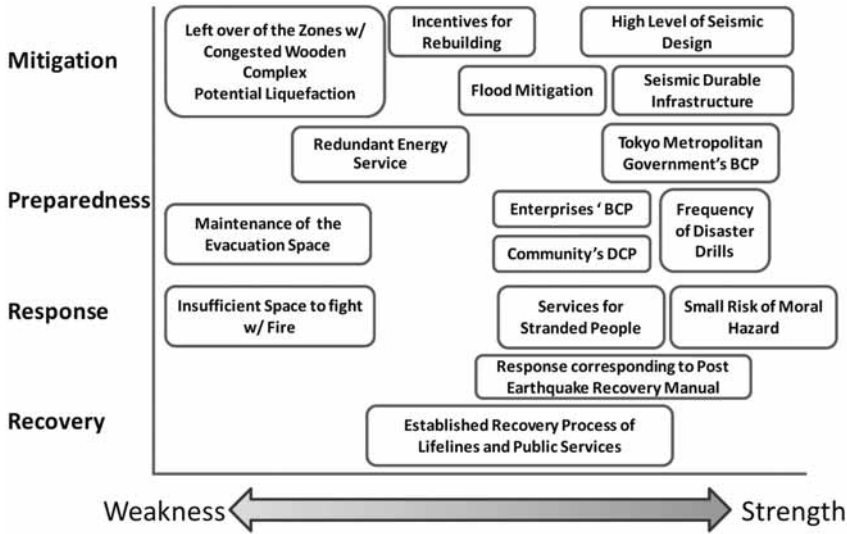 Mitigation
Left over of the Zones w/
Congested Wooden
Complex
Potential Liquefaction
Incentives for
Rebuilding
High Level of Seismic
Design
Flood Mitigation
Seismic Durable
Infrastructure
Redundant Energy
Service
Tokyo Metropolitan
Government's BCP
Preparedness
Maintenance of the
Evacuation Space
Enterprises ‘ BCP
Community's DCP
Frequency
of Disaster
Drills
Response
Insufficient Space to fight
w/ Fire
Services for
Stranded People
Small Risk of Moral
Hazard
Response corresponding to Post
Earthquake Recovery Manual
Recovery
Established Recovery Process of
Lifelines and Public Services
Weakness
Strength